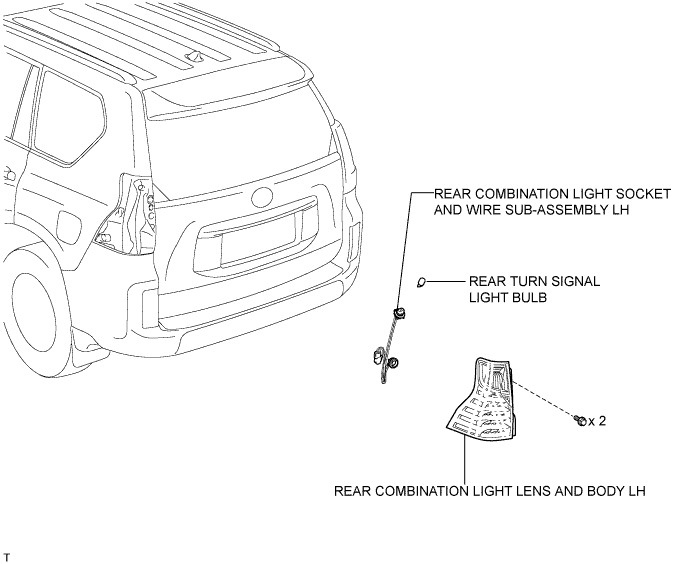 REAR COMBINATION LIGHT SOCKET
AND WIRE SUB-ASSEMBLY LH
REAR TURN SIGNAL
LIGHT BULB
x 2
REAR COMBINATION LIGHT LENS AND BODY LH
T